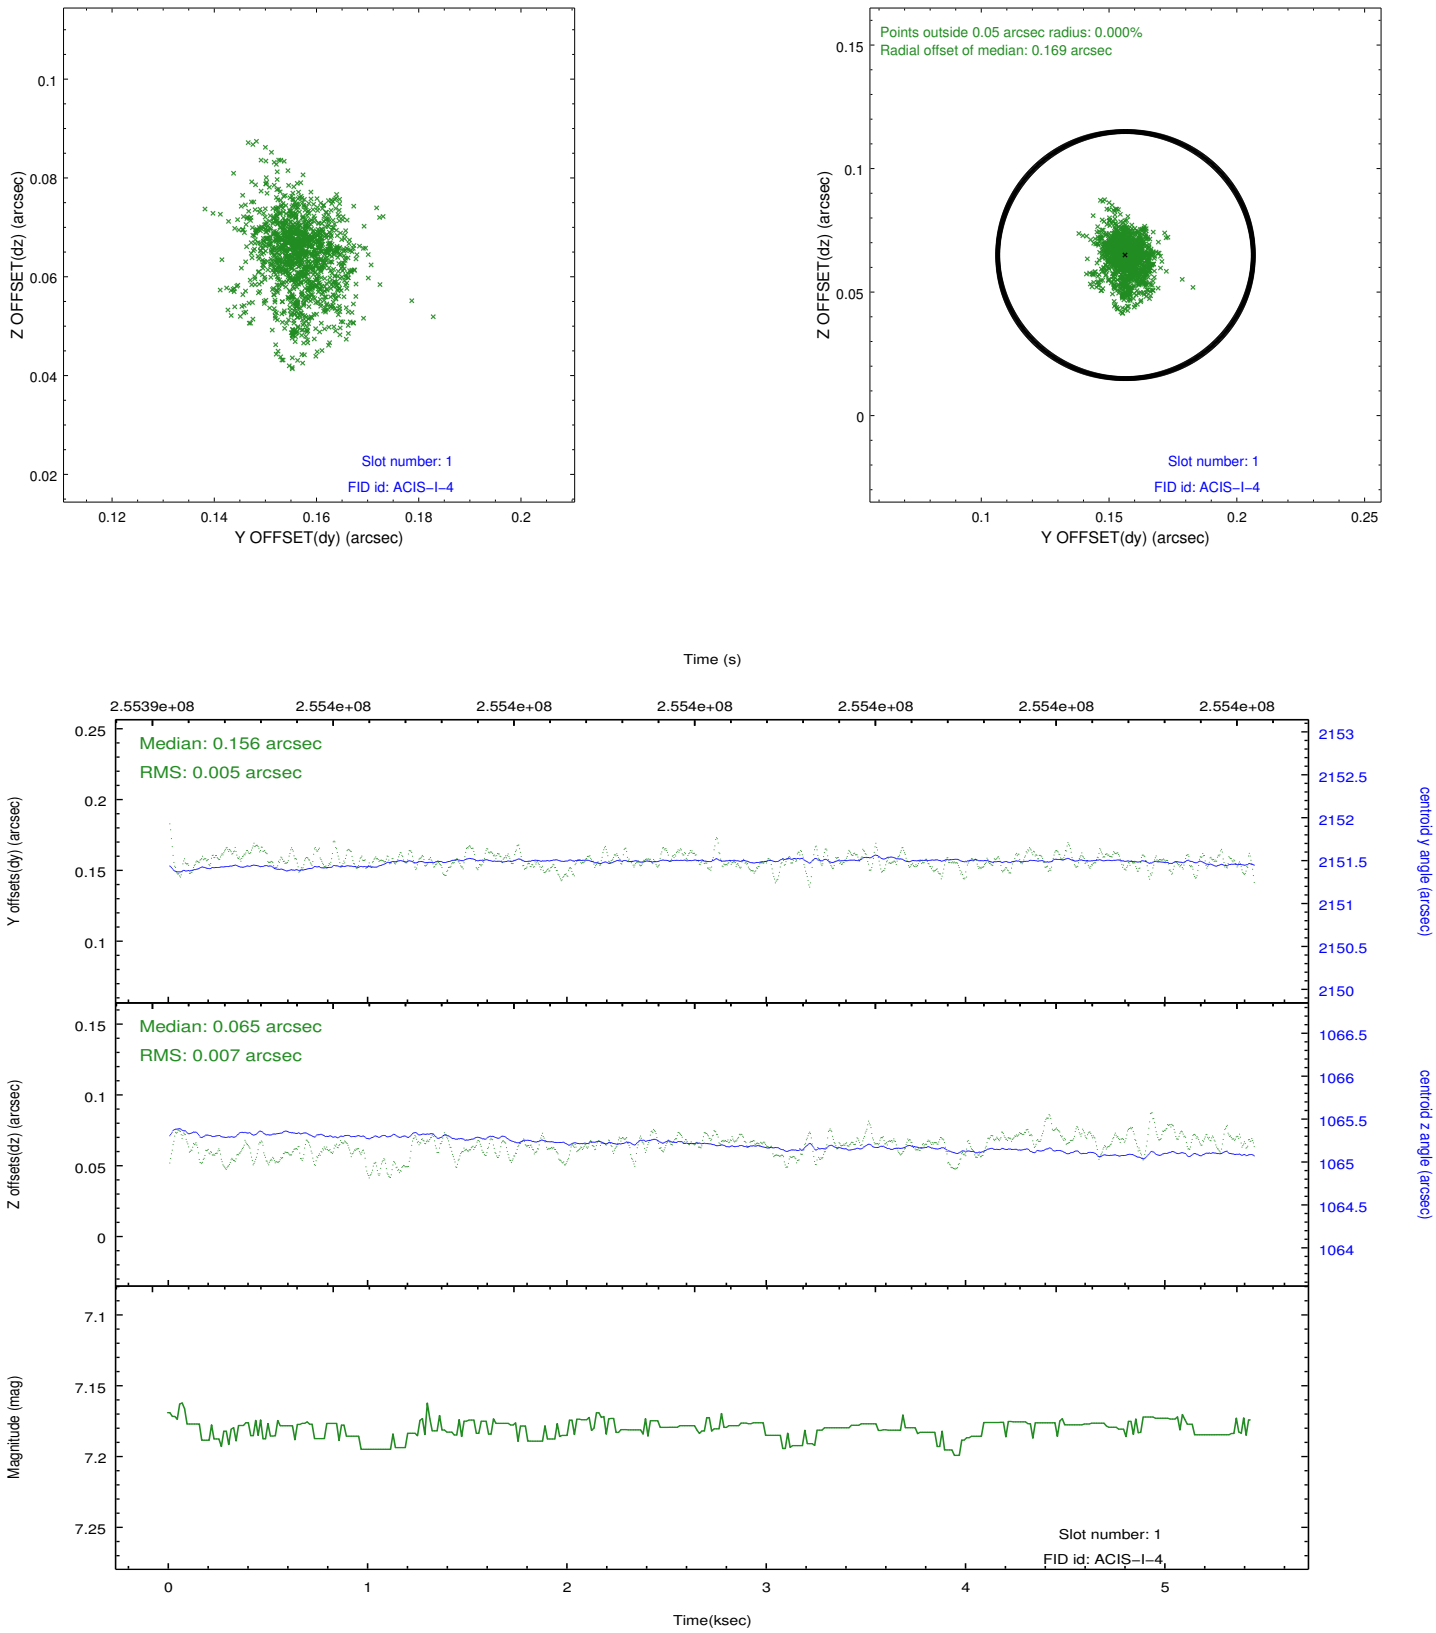 0.1
0.08
0.06
0.04
0.02
Z OFFSET(dz) (arcsec)
Slot number: 1
FID id: ACIS−I−4
0.12 0.14 0.16 0.18 0.2
Y OFFSET(dy) (arcsec)
Points outside 0.05 arcsec radius: 0.000%
Radial offset of median: 0.169 arcsec
0.15
0.1
0.05
0
Z OFFSET(dz) (arcsec)
Slot number: 1
FID id: ACIS−I−4
0.1 0.15 0.2 0.25
Y OFFSET(dy) (arcsec)
Time (s)
2.5539e+08 2.554e+08 2.554e+08 2.554e+08 2.554e+08 2.554e+08 2.554e+08
Median: 0.156 arcsec
RMS: 0.005 arcsec
0.25
0.2
0.15
0.1
Y offsets(dy) (arcsec)
2153
2152.5
2152
2151.5
2151
2150.5
2150
centroid y angle (arcsec)
Median: 0.065 arcsec
RMS: 0.007 arcsec
0.15
0.1
0.05
0
Z offsets(dz) (arcsec)
1066.5
1066
1065.5
1065
1064.5
1064
centroid z angle (arcsec)
7.1
7.15
7.2
7.25
Magnitude (mag)
Slot number: 1
FID id: ACIS−I−4
0 1 2 3 4 5
Time(ksec)